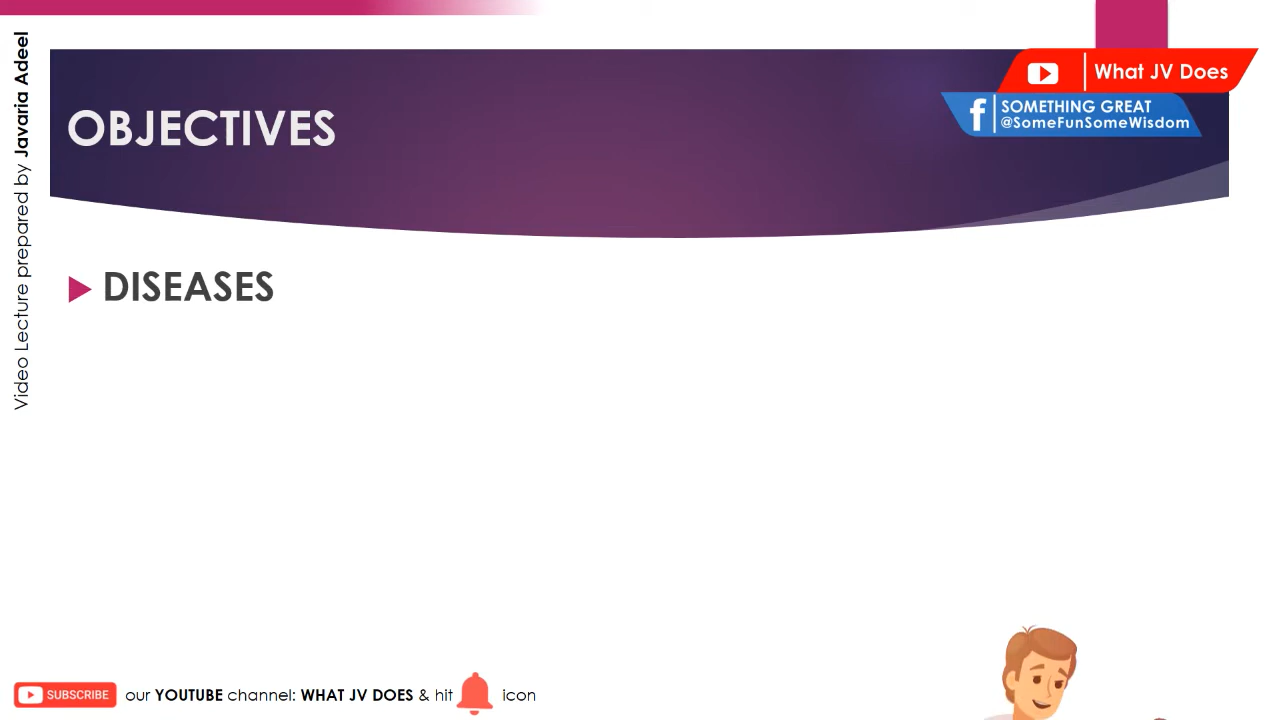 What JV Does
SOMETHING GREAT
@SomeFunSomeWisdom
OBJECTIVES
Video Lecture prepared by Javaria Adeel
DISEASES
SUBSCRIBE our YOUTUBE channel: WHAT JV DOES & hit icon